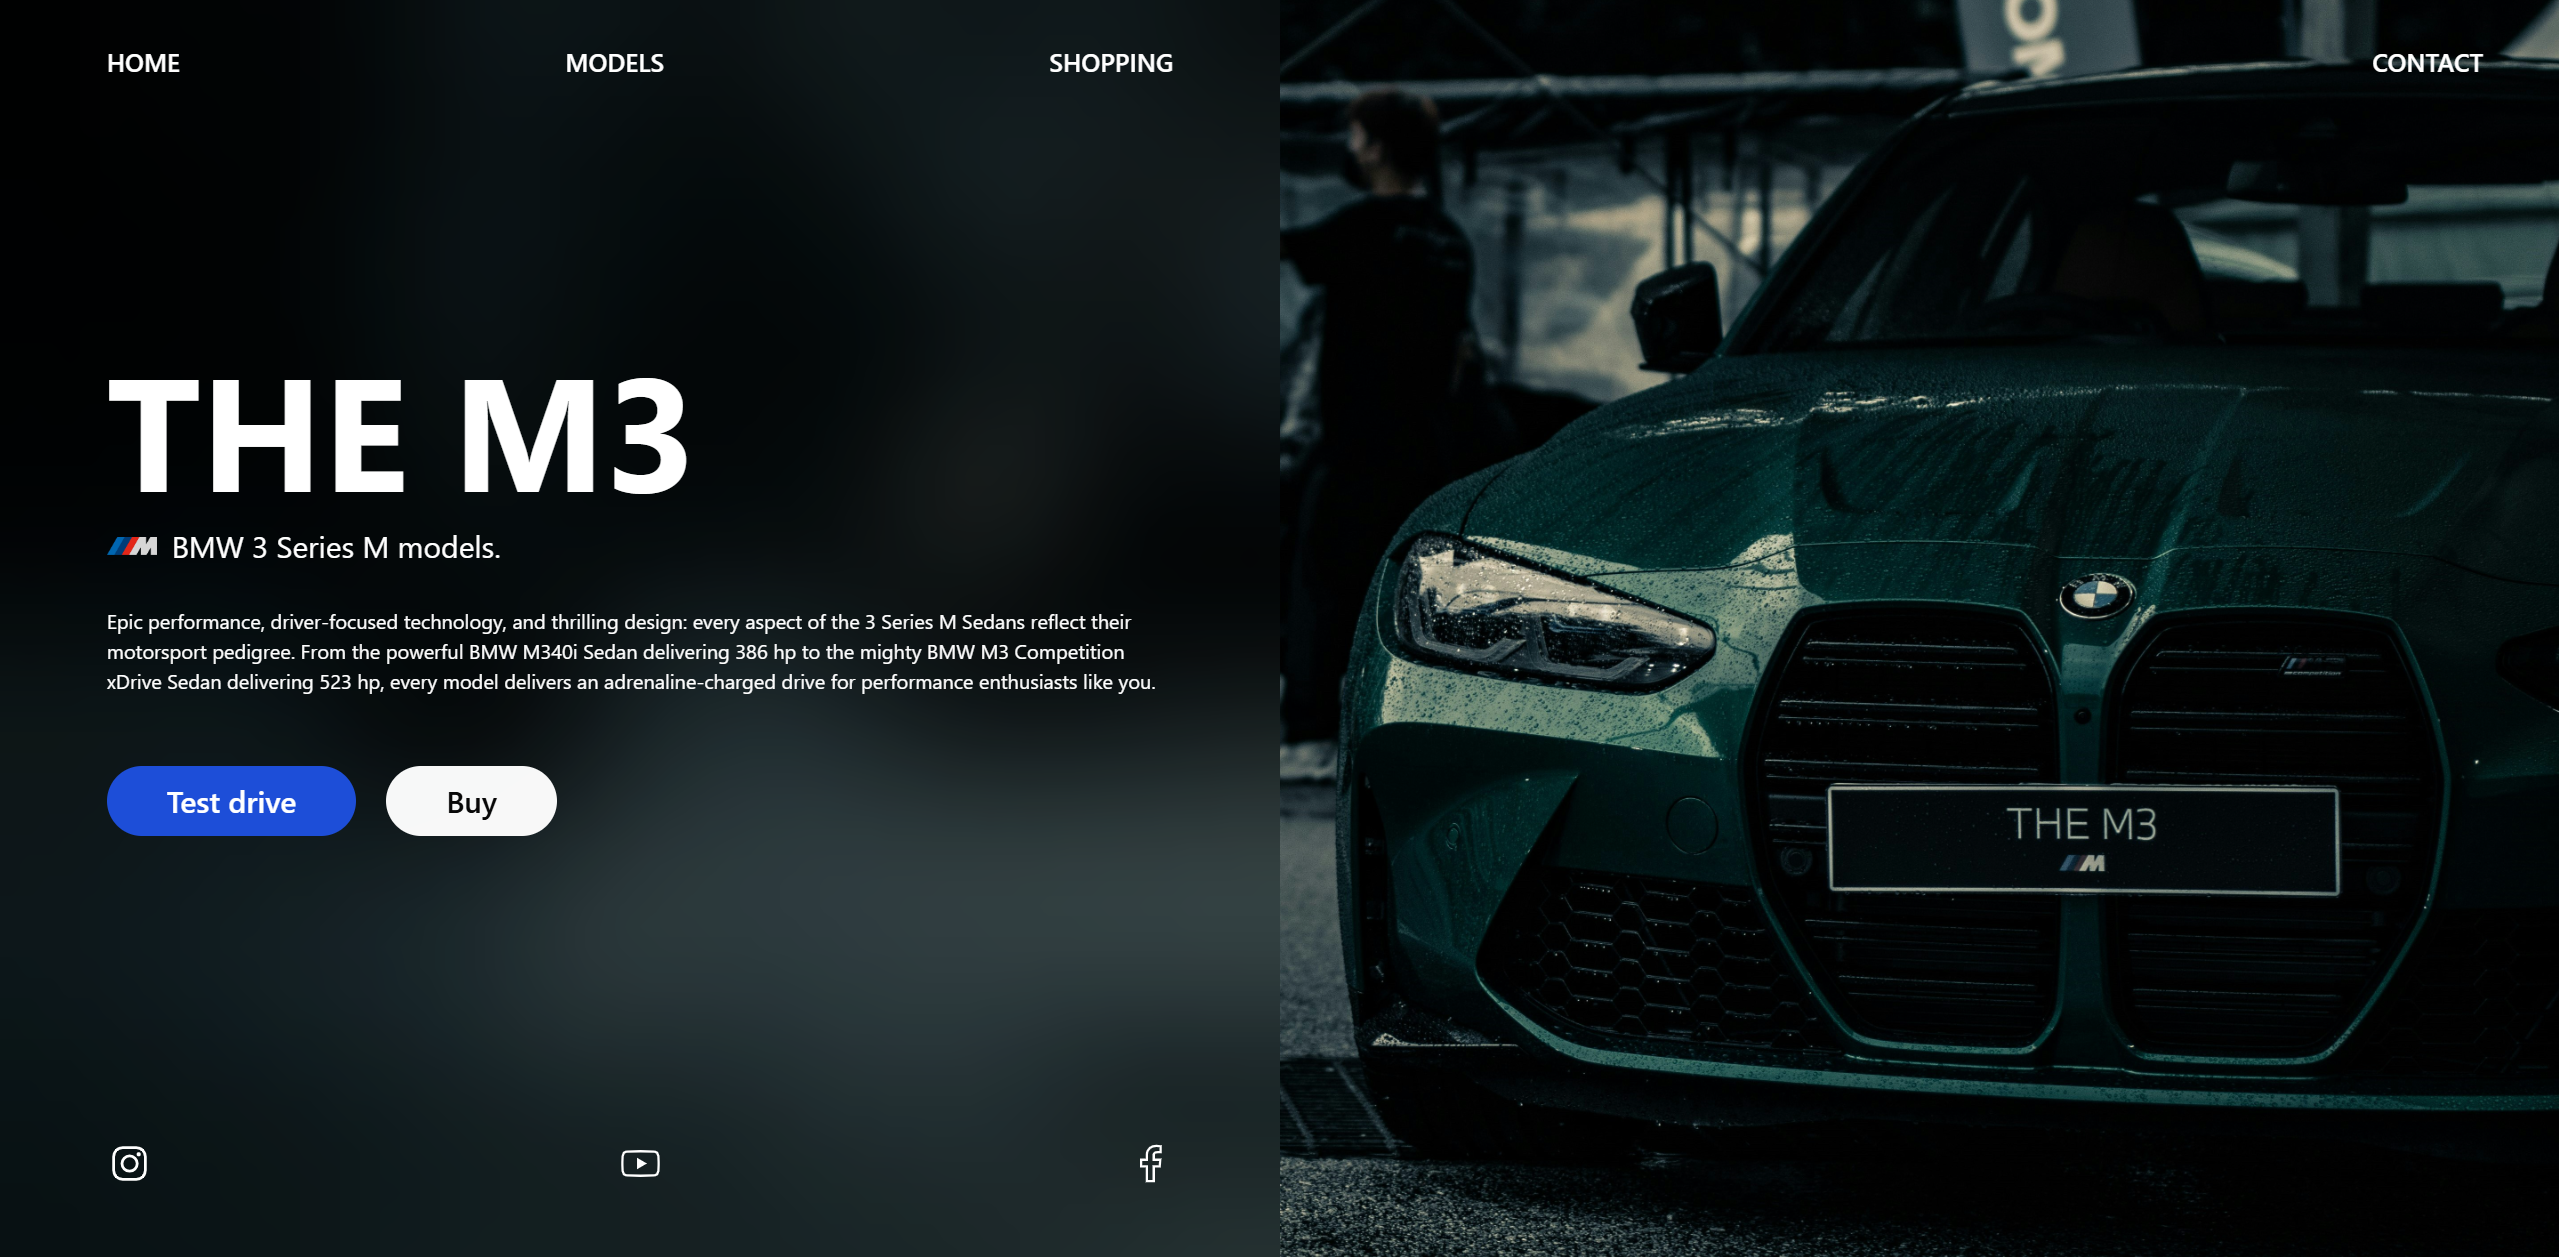 HOME
MODELS
SHOPPING
CONTACT
THE M3
M BMW 3 Series M models.
Epic performance, driver-focused technology, and thrilling design: every aspect of the 3 Series M Sedans reflect their
motorsport pedigree. From the powerful BMW M340i Sedan delivering 386 hp to the mighty BMW M3 Competition
xDrive Sedan delivering 523 hp, every model delivers an adrenaline-charged drive for performance enthusiasts like you.
Test drive
Buy
THE M3
M